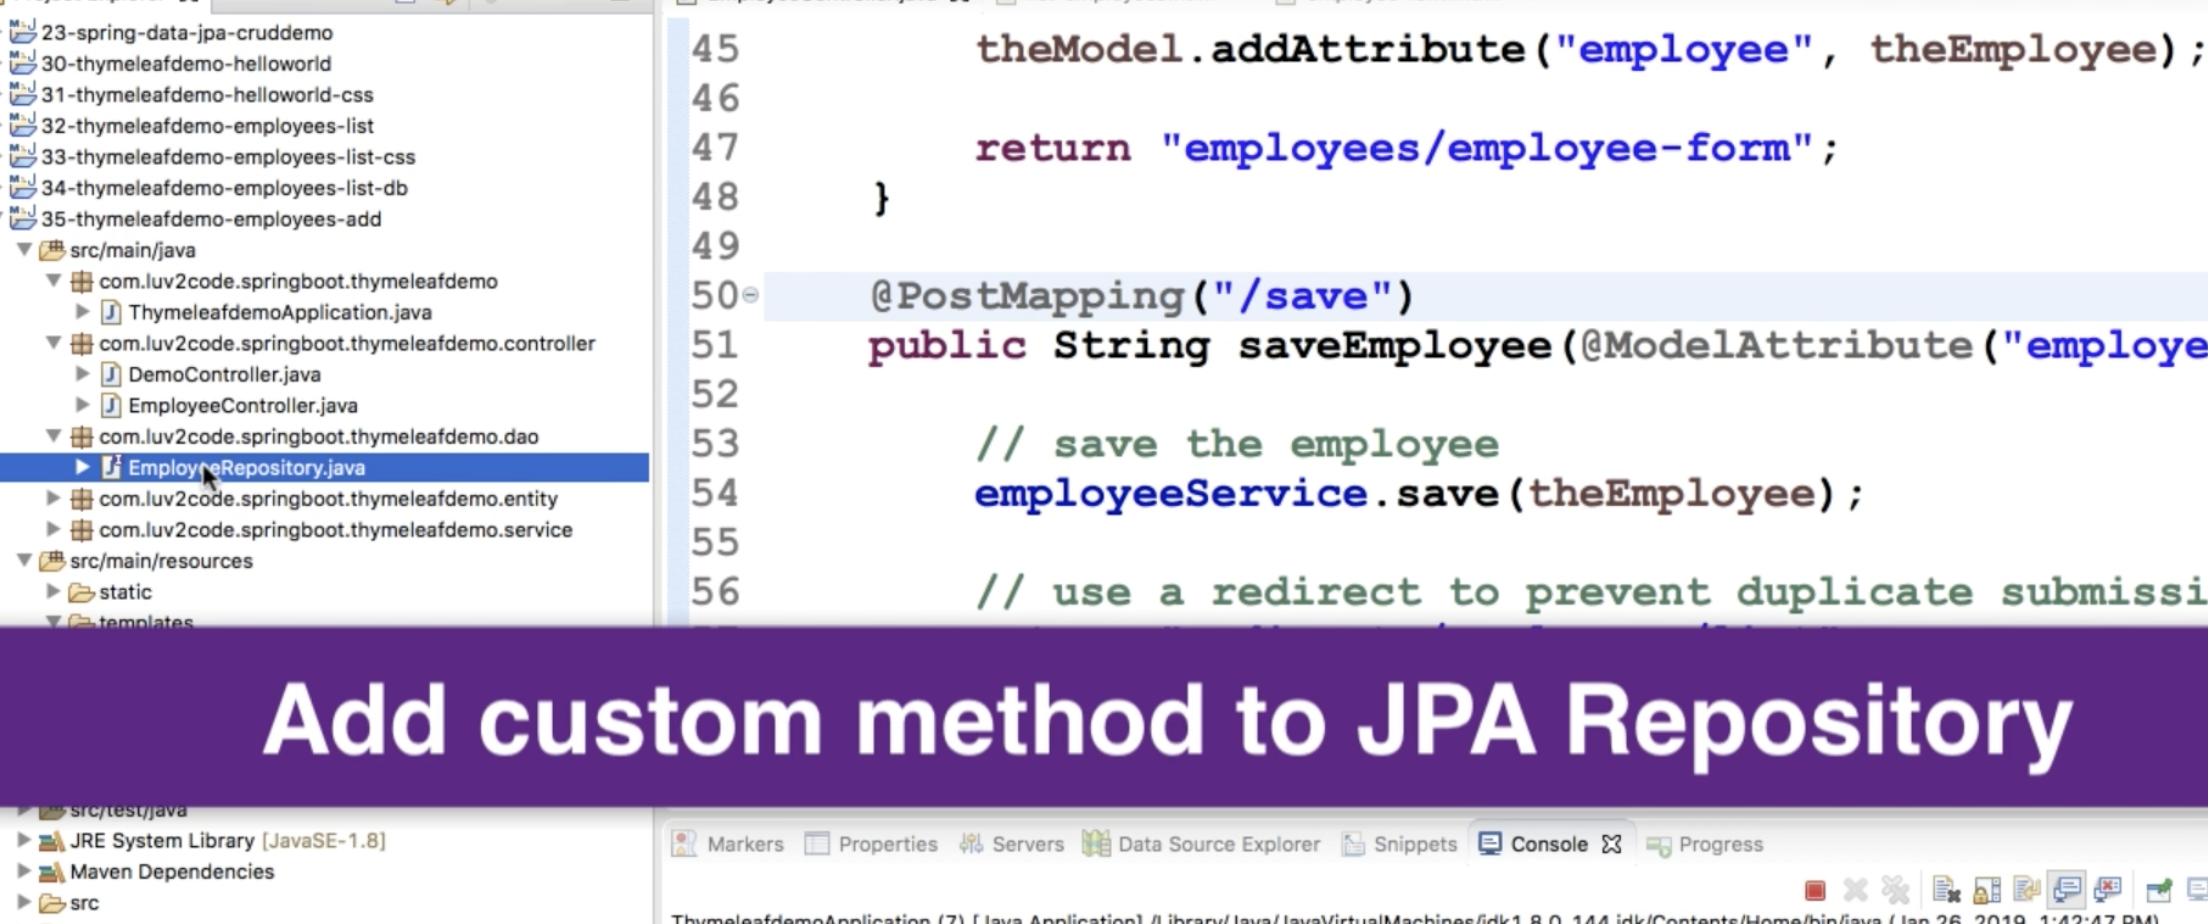 23-spring-data-jpa-cruddemo
30-thymeleafdemo-helloworld
31-thymeleafdemo-helloworld-css
32-thymeleafdemo-employees-list
33-thymeleafdemo-employees-list-css
34-thymeleafdemo-employees-list-db
35-thymeleafdemo-employees-add
src/main/java
com.luv2code.springboot.thymeleafdemo
ThymeleafdemoApplication.java
com.luv2code.springboot.thymeleafdemo.controller
DemoController.java
EmployeeController.java
com.luv2code.springboot.thymeleafdemo.dao
EmployeeRepository.java
com.luv2code.springboot.thymeleafdemo.entity
com.luv2code.springboot.thymeleafdemo.service
src/main/resources
static
templates
45 theModel.addAttribute("employee", theEmployee);
46
47 return "employees/employee-form";
48 }
49
50 @PostMapping("/save")
51 public String saveEmployee(@ModelAttribute("employe
52
53 // save the employee
54 employeeService.save(theEmployee);
55
56 // use a redirect to prevent duplicate submissi
Add custom method to JPA Repository
src/test/java
JRE System Library [JavaSE-1.8]
Maven Dependencies
src
Markers Properties Servers Data Source Explorer Snippets Console Progress
ThymeleafdemoApplication (7) [Java Application] /Library/Java/JavaVirtualMachines/jdk1.8.0_144.jdk/Contents/Home/bin/java (Jan 26, 2019, 1:42:47 PM)